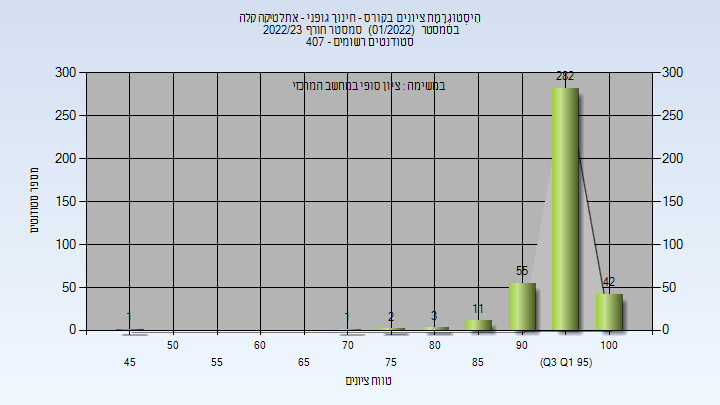 היסטוגרמת ציונים בקורס - חינוך גופני - אתלטיקה קלה
בסמסטר (01/2022) סמסטר חורף 2022/23
סטודנטים רשומים - 407
במשימה : ציון סופי במחשב המרכזי
300 300
250 250
200 200
150 150
100 100
50 50
0 0
מספר סטודנטים
1 1 2 3 11 55 282 42
50 60 70 80 90 100
45 55 65 75 85 (Q3 Q1 95)
טווח ציונים